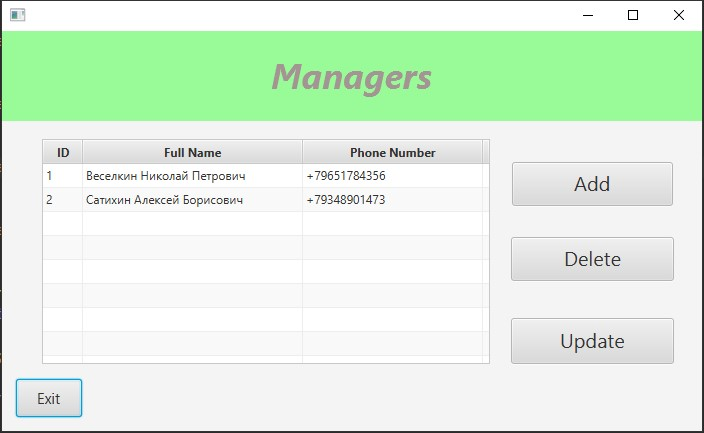 Managers
ID Full Name Phone Number
1 Веселкин Николай Петрович +79651784356
2 Сатихин Алексей Борисович +79348901473
Add
Delete
Update
Exit